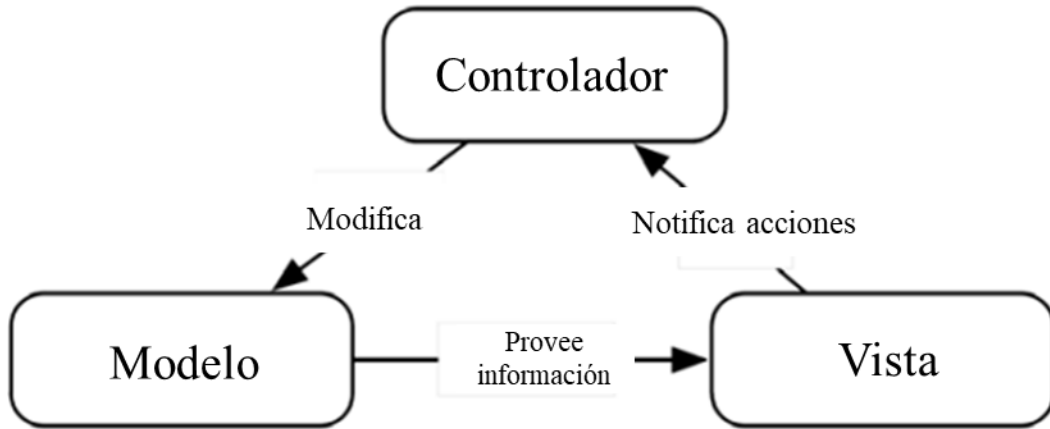 Controlador
Modifica
Notifica acciones
Modelo
Provee
información
Vista